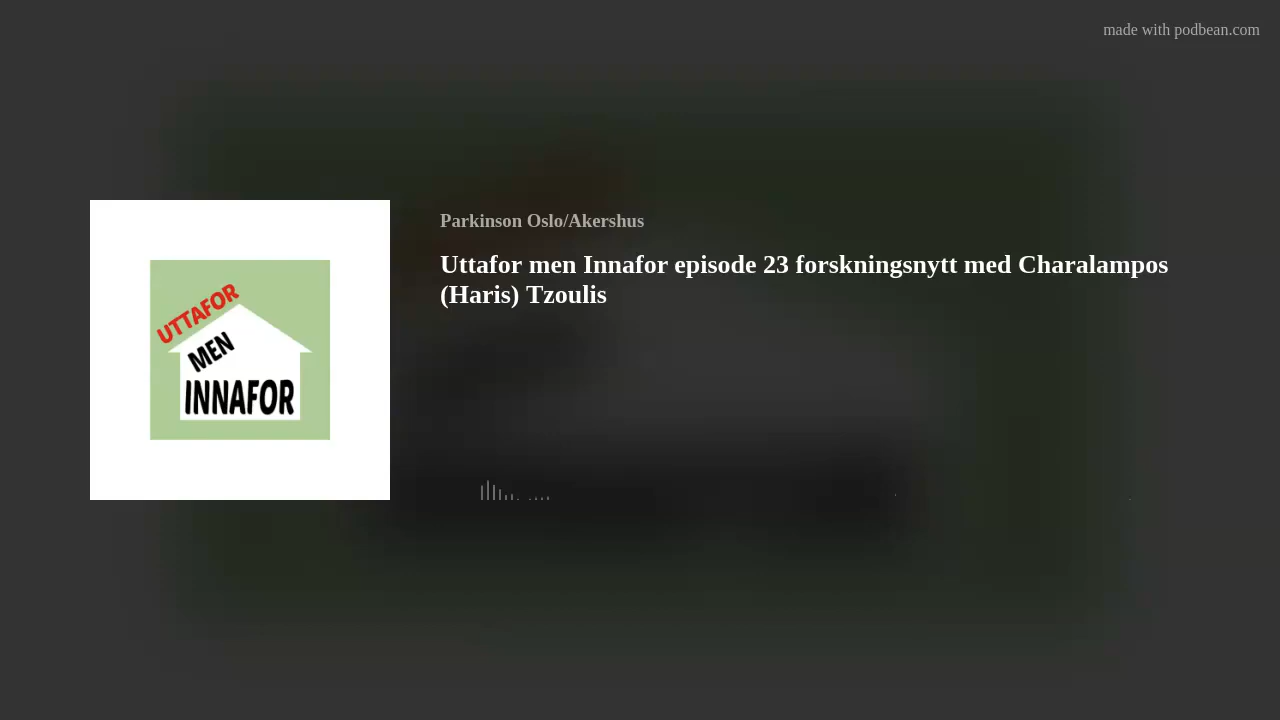 made with podbean.com
Parkinson Oslo/Akershus
Uttafor men Innafor episode 23 forskningsnytt med Charalampos
(Haris) Tzoulis
UTTAFOR
MEN
INNAFOR